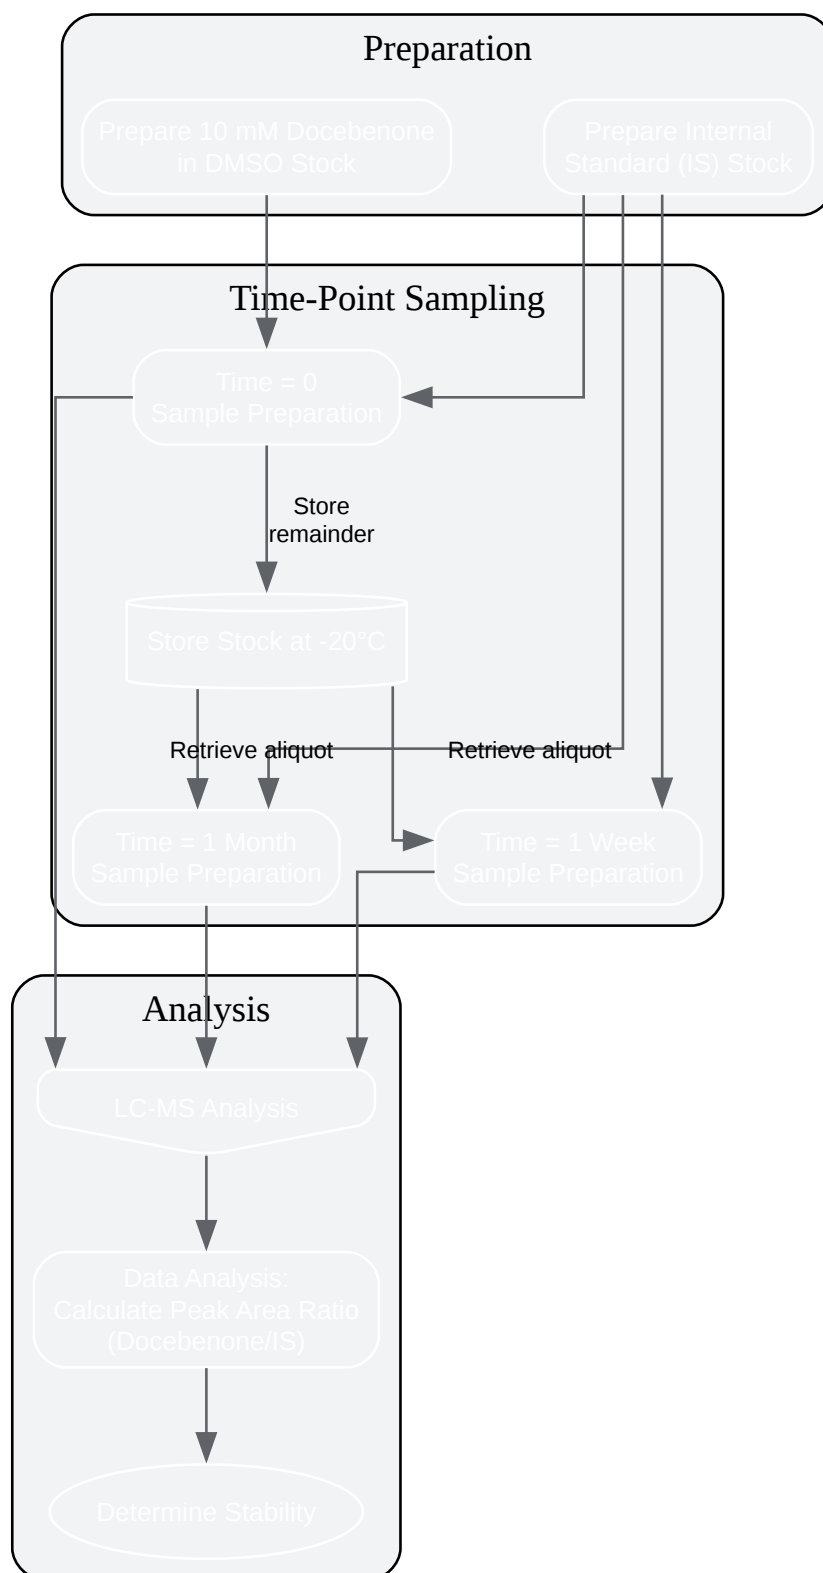 Preparation
Prepare 10 mM Docebenone
in DMSO Stock
Prepare Internal
Standard (IS) Stock
Time-Point Sampling
Time = 0
Sample Preparation
Store
remainder
Store Stock at -20°C
Retrieve aliquot
Retrieve aliquot
Time = 1 Month
Sample Preparation
Time = 1 Week
Sample Preparation
Analysis
LC-MS Analysis
Data Analysis:
Calculate Peak Area Ratio
(Docebenone/IS)
Determine Stability